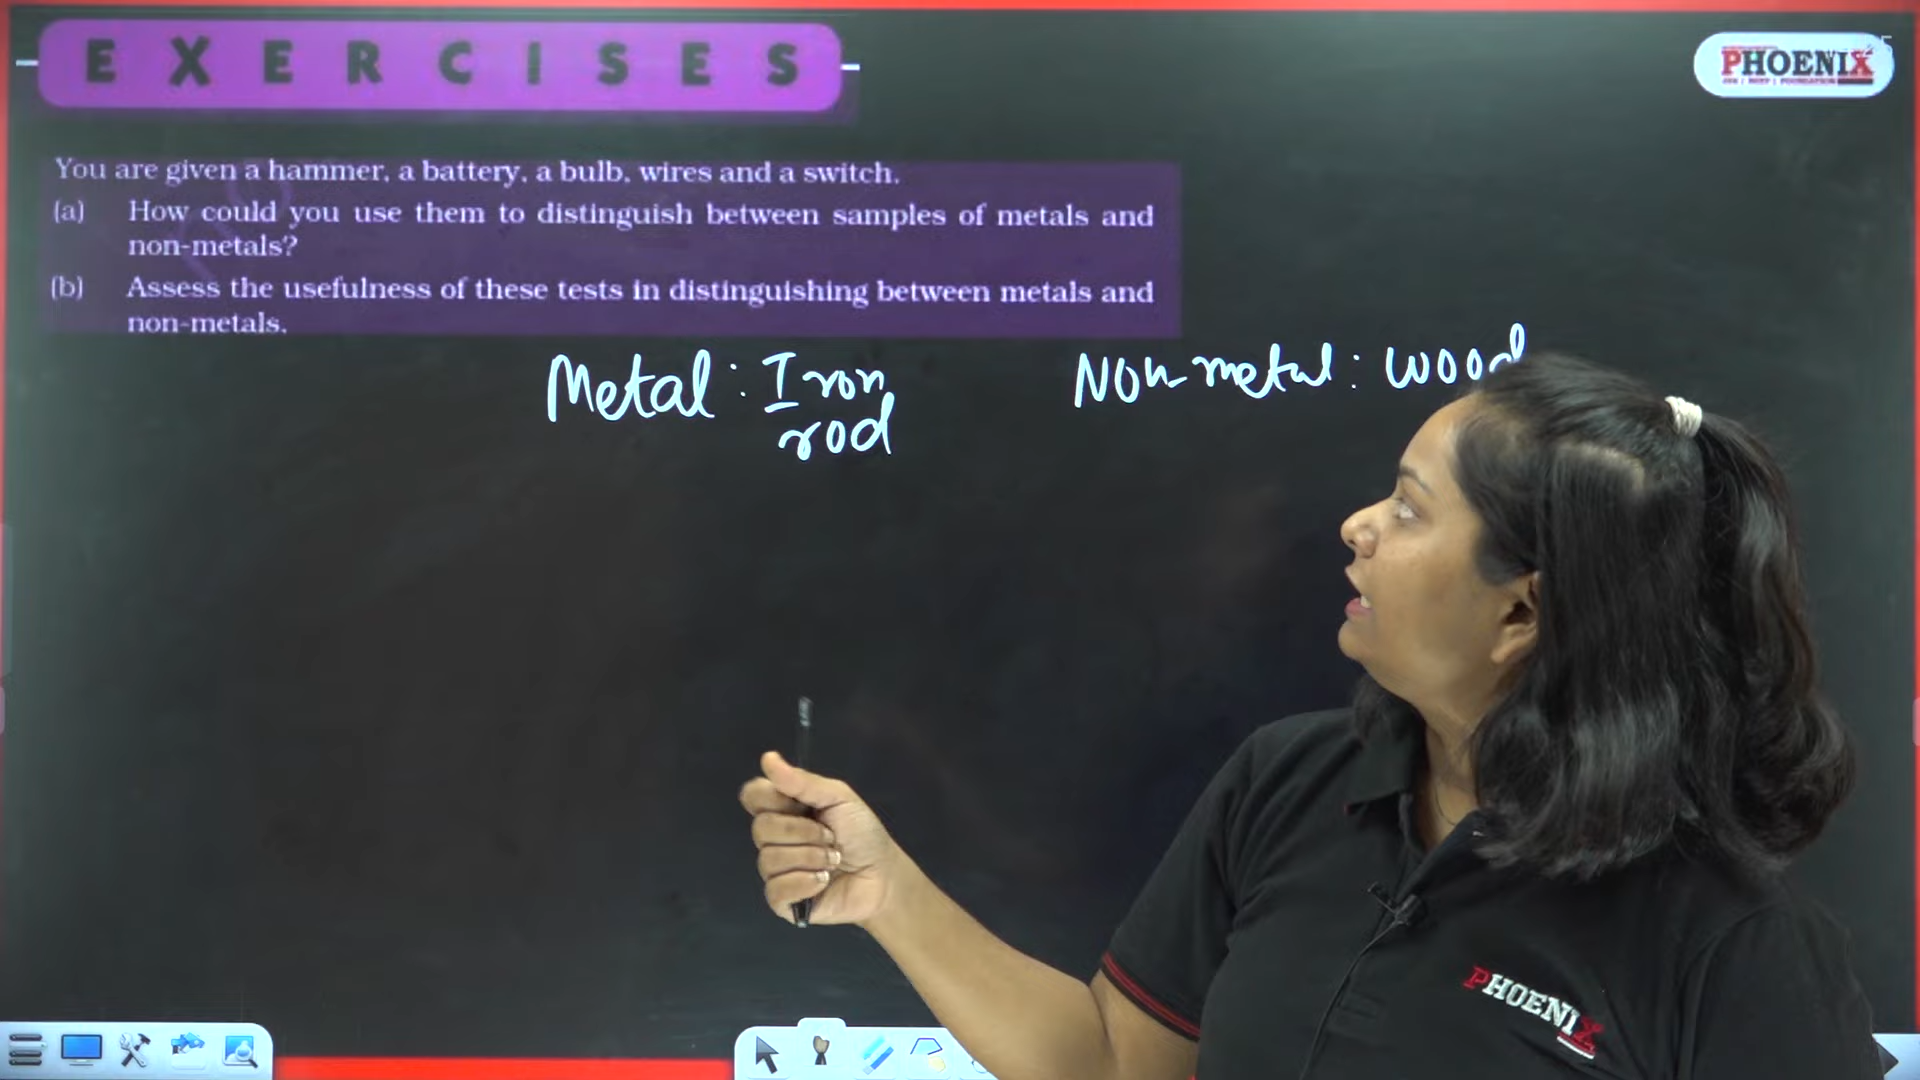 EXERCISES
PHOENIX
You are given a hammer, a battery, a bulb, wires and a switch.
(a) How could you use them to distinguish between samples of metals and
non-metals?
(b) Assess the usefulness of these tests in distinguishing between metals and
non-metals.
Metal : Iron
rod
Non-metal : wood
PHOENIX